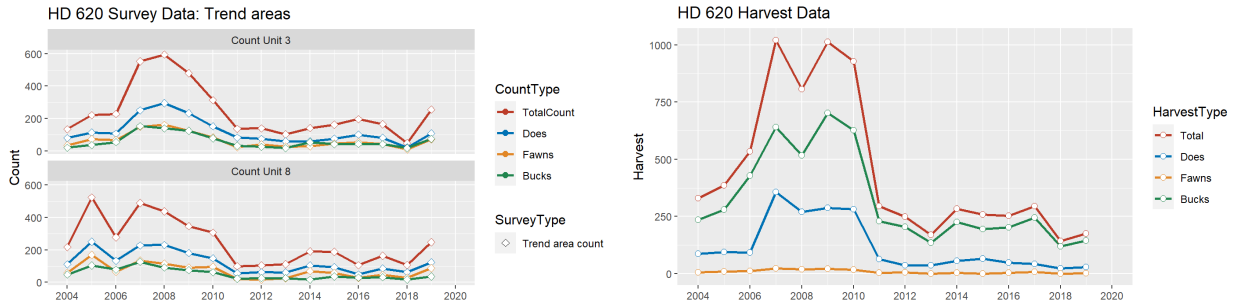 HD 620 Survey Data: Trend areas
Count Unit 3
600
400
200
0
Count Unit 8
600
400
200
0
Count
2004 2006 2008 2010 2012 2014 2016 2018 2020
CountType
TotalCount
Does
Fawns
Bucks
SurveyType
Trend area count
HD 620 Harvest Data
1000
750
500
250
0
Harvest
2004 2006 2008 2010 2012 2014 2016 2018 2020
HarvestType
Total
Does
Fawns
Bucks